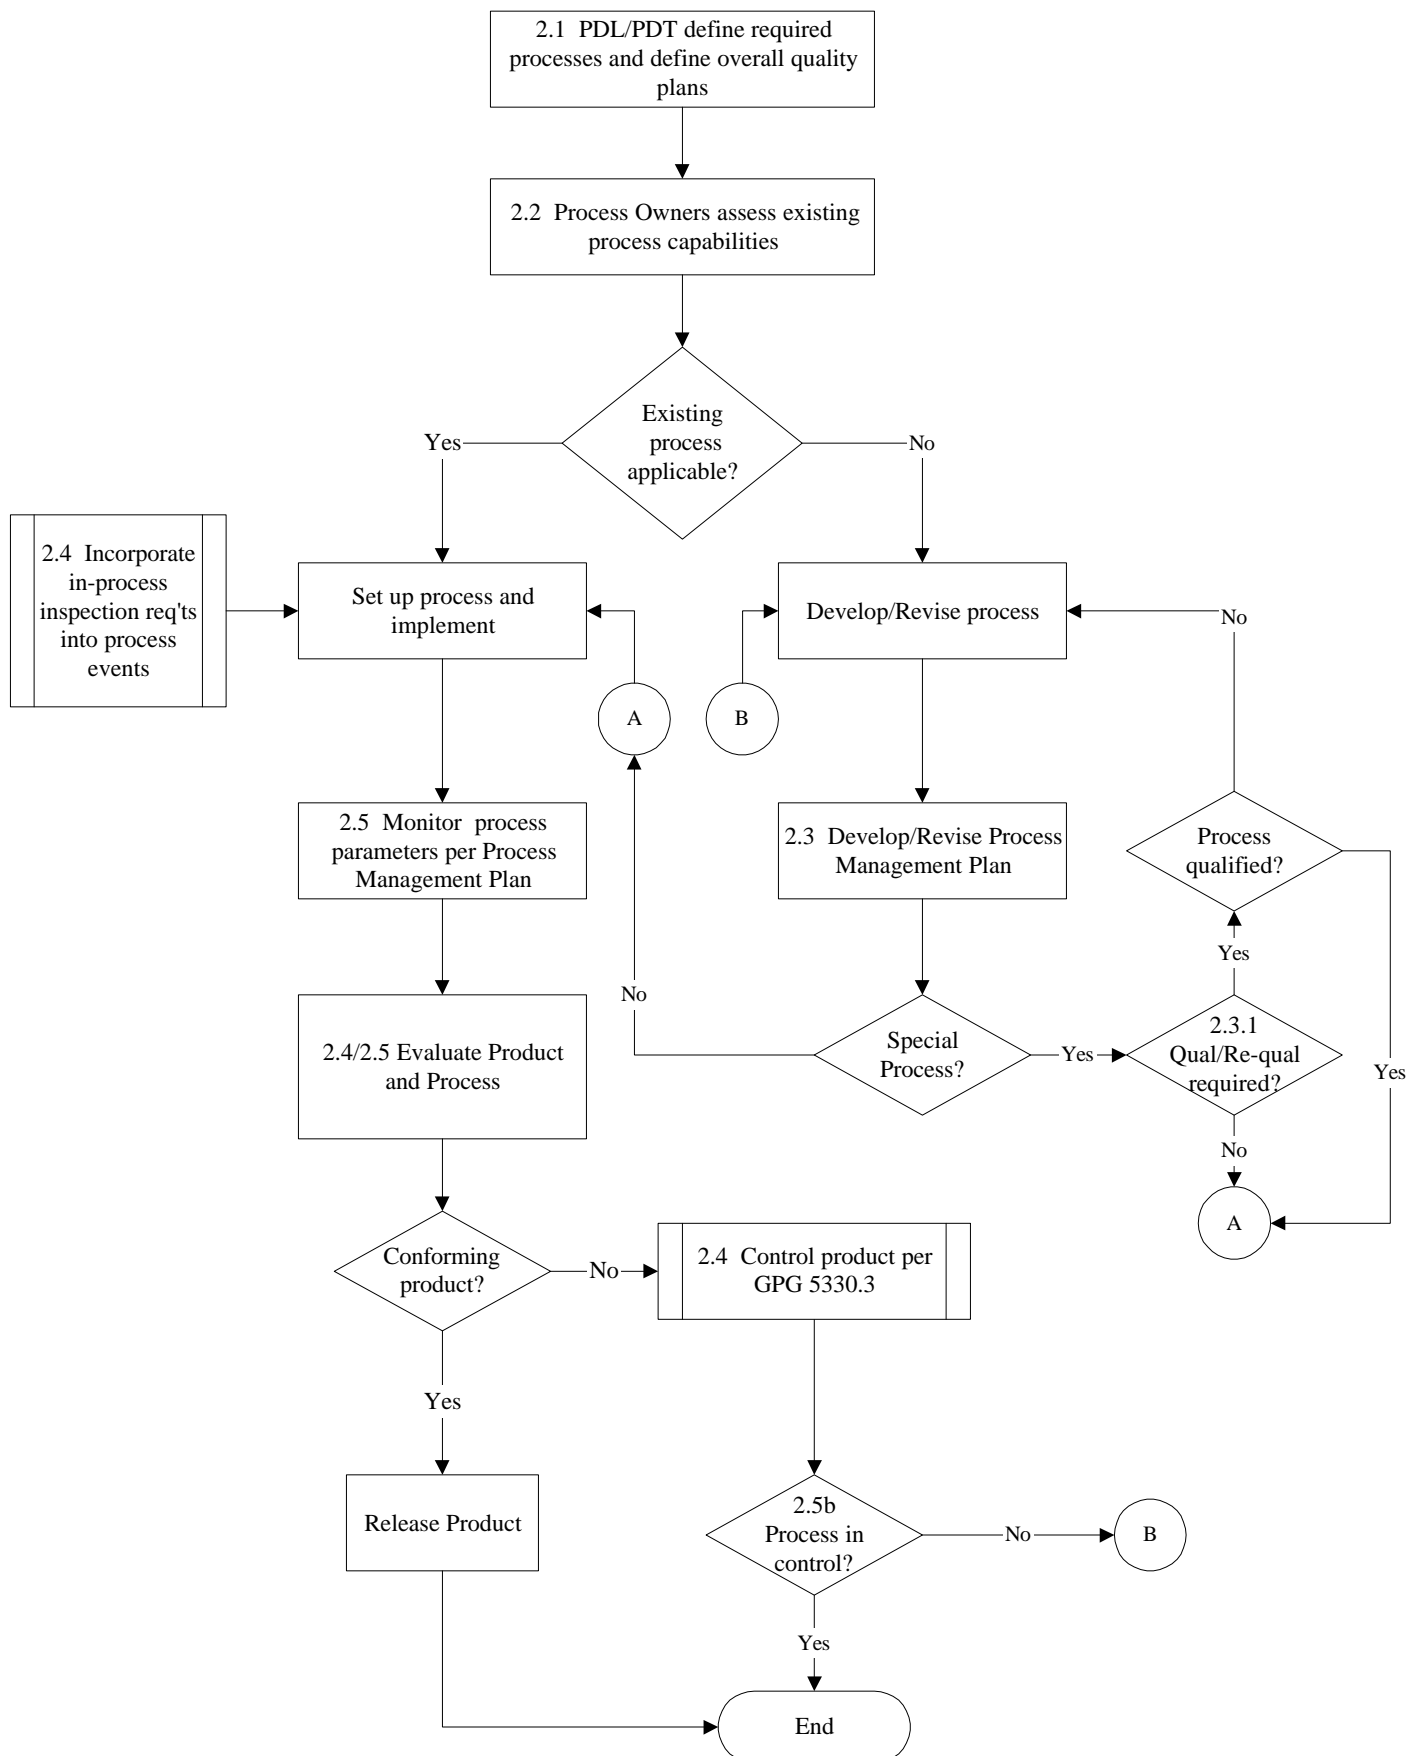 2.1 PDL/PDT define required
processes and define overall quality
plans
2.2 Process Owners assess existing
process capabilities
Existing
process
applicable?
Yes
No
2.4 Incorporate
in-process
inspection req'ts
into process
events
Set up process and
implement
Develop/Revise process
No
A
B
2.5 Monitor process
parameters per Process
Management Plan
2.3 Develop/Revise Process
Management Plan
Process
qualified?
Yes
No
2.4/2.5 Evaluate Product
and Process
Special
Process?
Yes
2.3.1
Qual/Re-qual
required?
Yes
No
A
Conforming
product?
No
2.4 Control product per
GPG 5330.3
Yes
Release Product
2.5b
Process in
control?
No
B
Yes
End